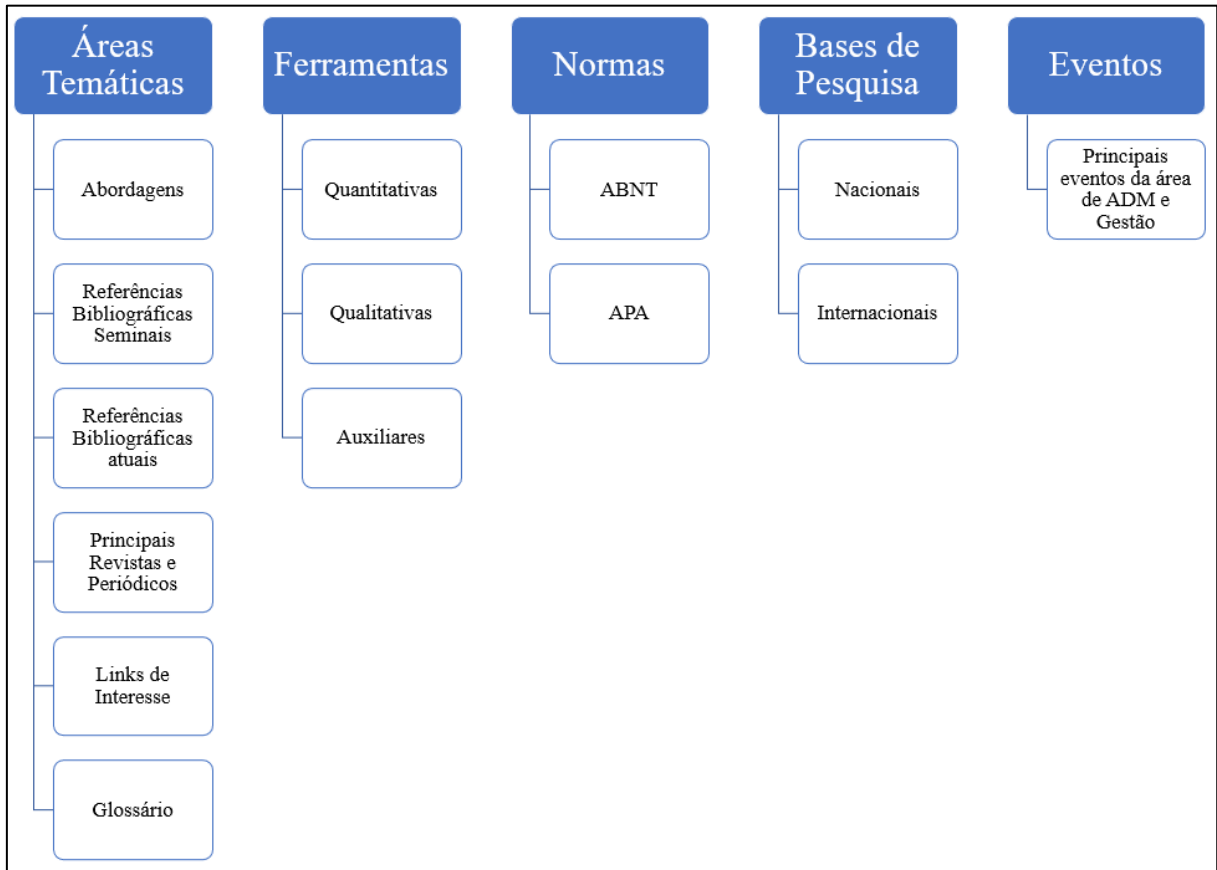 Áreas
Temáticas
Abordagens
Referências
Bibliográficas
Seminais
Referências
Bibliográficas
atuais
Principais
Revistas e
Periódicos
Links de
Interesse
Glossário
Ferramentas
Quantitativas
Qualitativas
Auxiliares
Normas
ABNT
APA
Bases de
Pesquisa
Nacionais
Internacionais
Eventos
Principais
eventos da área
de ADM e
Gestão